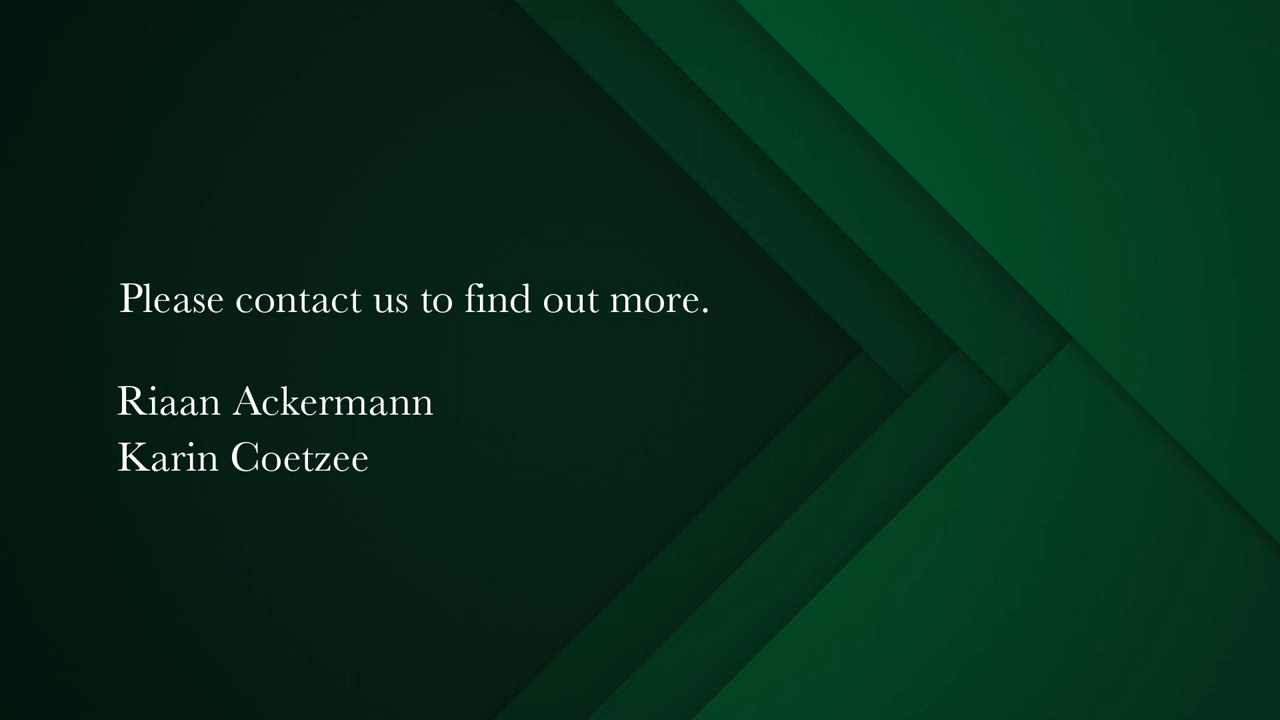 Please contact us to find out more.
Riaan Ackermann
Karin Coetzee